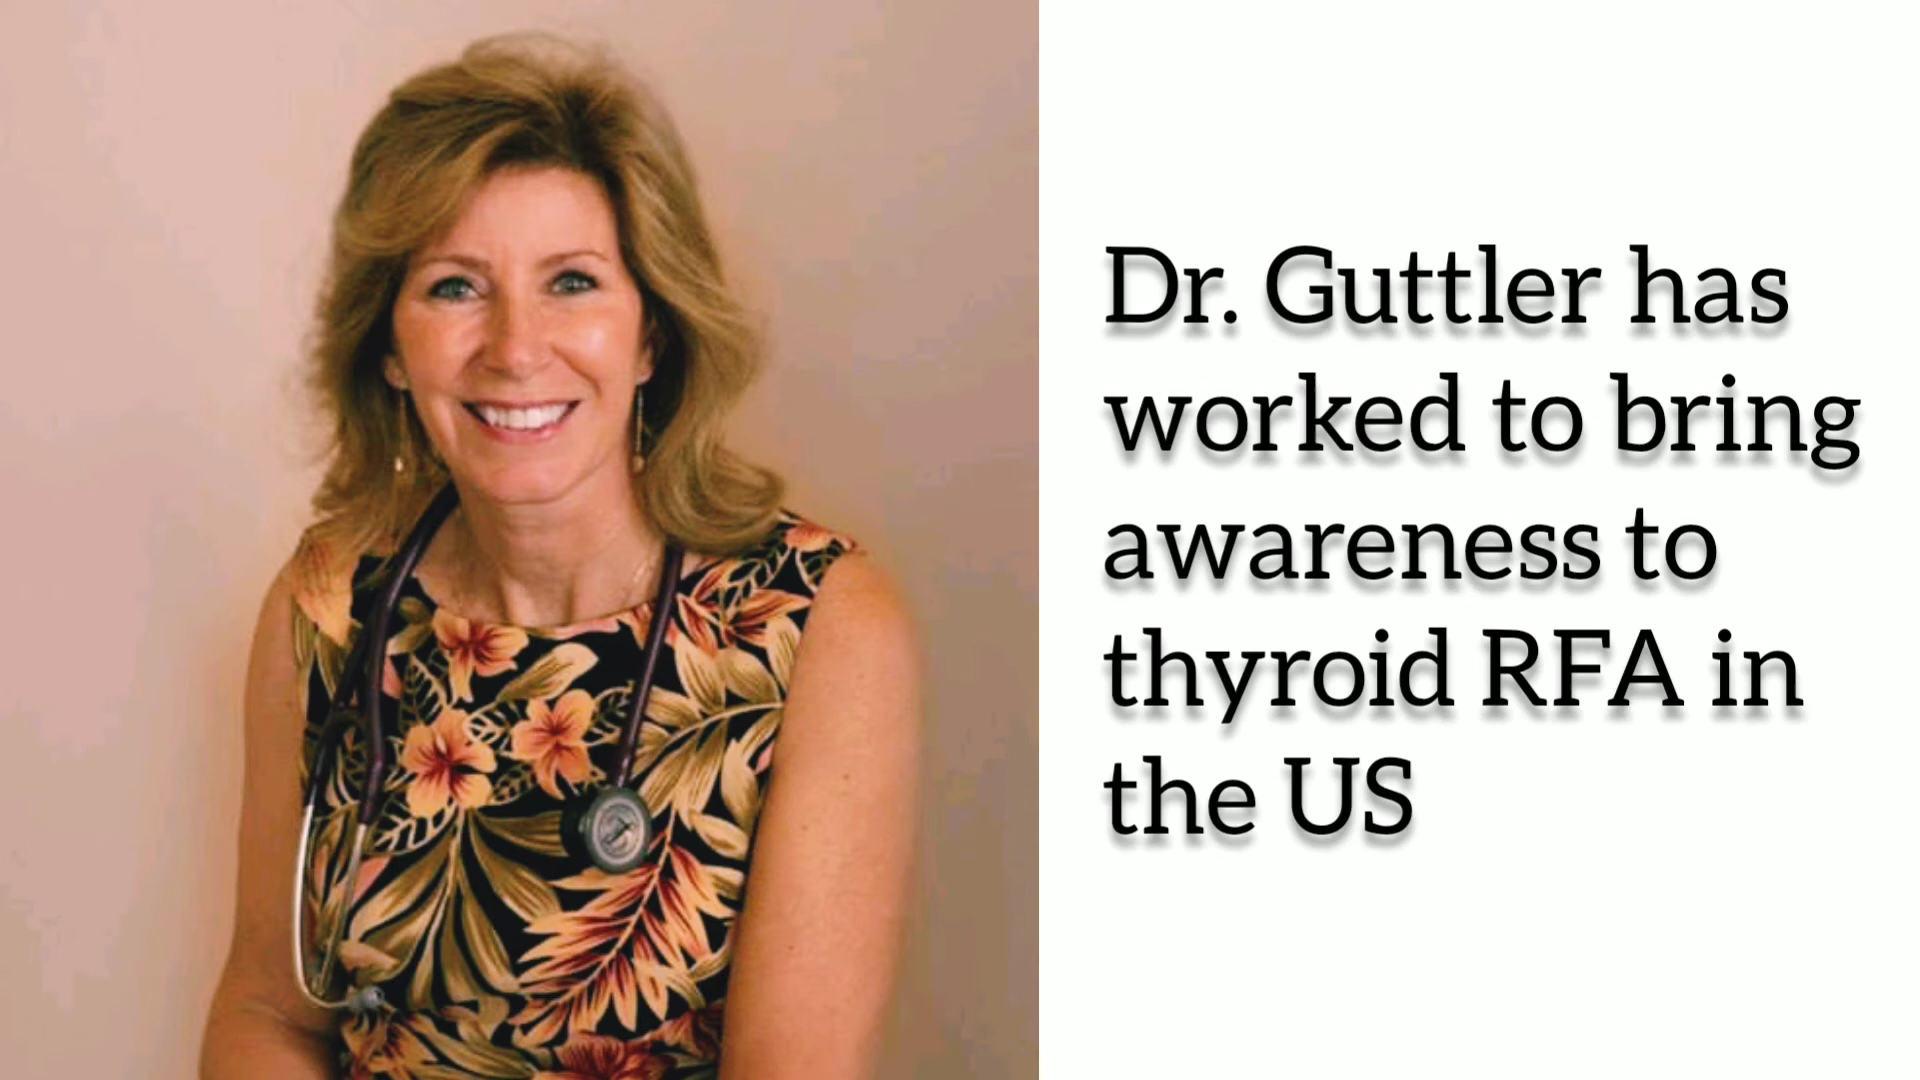 Dr. Guttler has
worked to bring
awareness to
thyroid RFA in
the US